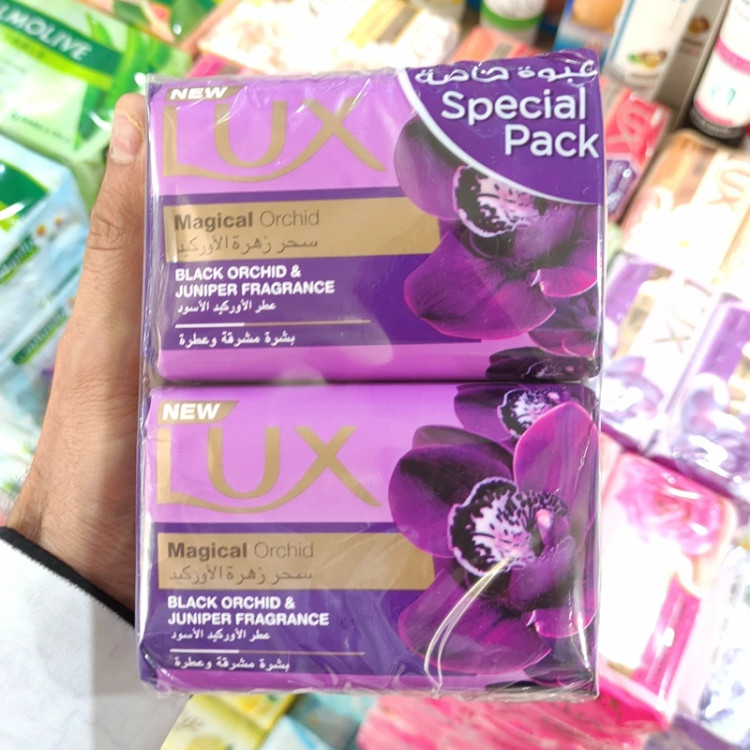 PALMOLIVE
عبوة خاصة
Special
Pack
NEW
LUX
Magical Orchid
سحر زهرة الأوركيد
BLACK ORCHID &
JUNIPER FRAGRANCE
عطر الأوركيد الأسود
بشرة مشرقة وعطرة
NEW
LUX
Magical Orchid
سحر زهرة الأوركيد
BLACK ORCHID &
JUNIPER FRAGRANCE
عطر الأوركيد الأسود
بشرة مشرقة وعطرة